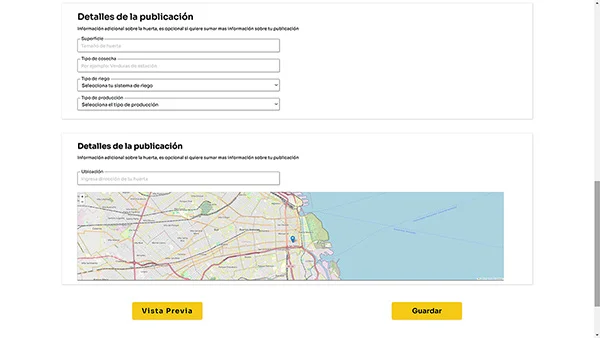 Detalles de la publicación
Información adicional sobre la huerta, es opcional si quiere sumar mas información sobre tu publicación
Superficie
Tamaño de huerta
Tipo de cosecha
Por ejemplo: Verduras de estación
Tipo de riego
Selecciona tu sistema de riego
Tipo de producción
Selecciona el tipo de producción
Detalles de la publicación
Información adicional sobre la huerta, es opcional si quiere sumar mas información sobre tu publicación
Ubicación
Ingresa dirección de tu huerta
Vista Previa
Guardar